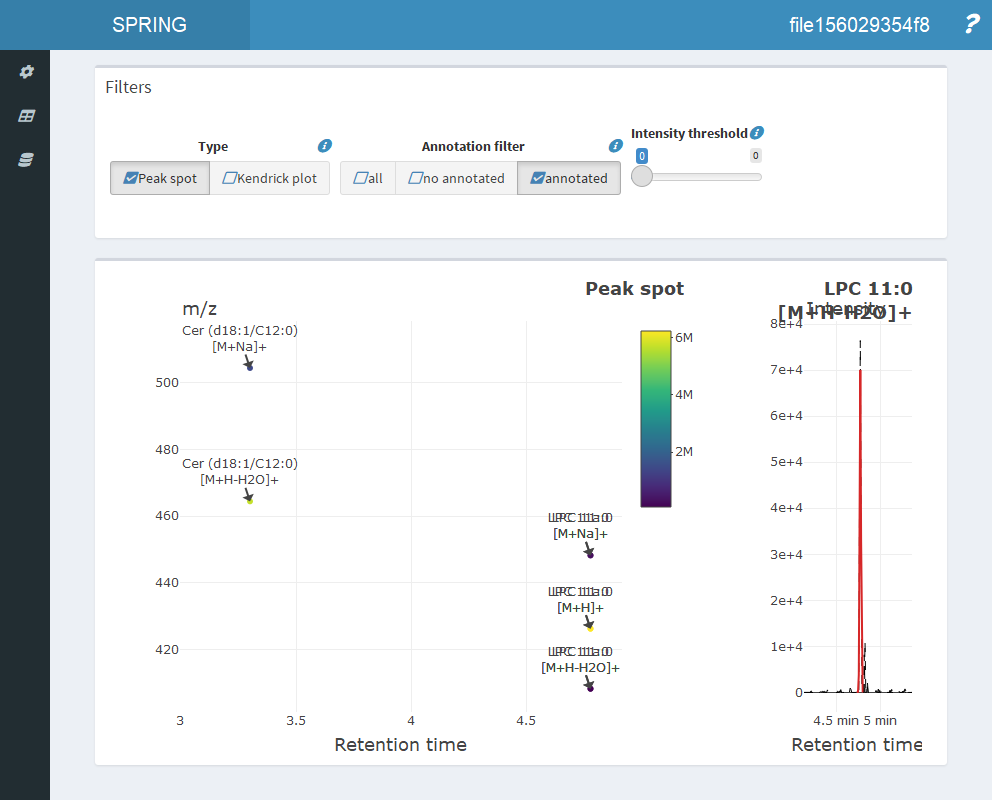 SPRING
file156029354f8
?
Filters
Type
Annotation filter
Intensity threshold
0
0
Peak spot
Kendrick plot
all
no annotated
annotated
Peak spot
m/z
Cer (d18:1/C12:0)
[M+Na]+
Cer (d18:1/C12:0)
[M+H-H2O]+
LPC 11:0
[M+Na]+
LPC 11:0
[M+H]+
LPC 11:0
[M+H-H2O]+
500
480
460
440
420
3
3.5
4
4.5
Retention time
6M
4M
2M
LPC 11:0
[M+H-H2O]+
Intensity
8e+4
7e+4
6e+4
5e+4
4e+4
3e+4
2e+4
1e+4
0
4.5 min 5 min
Retention time